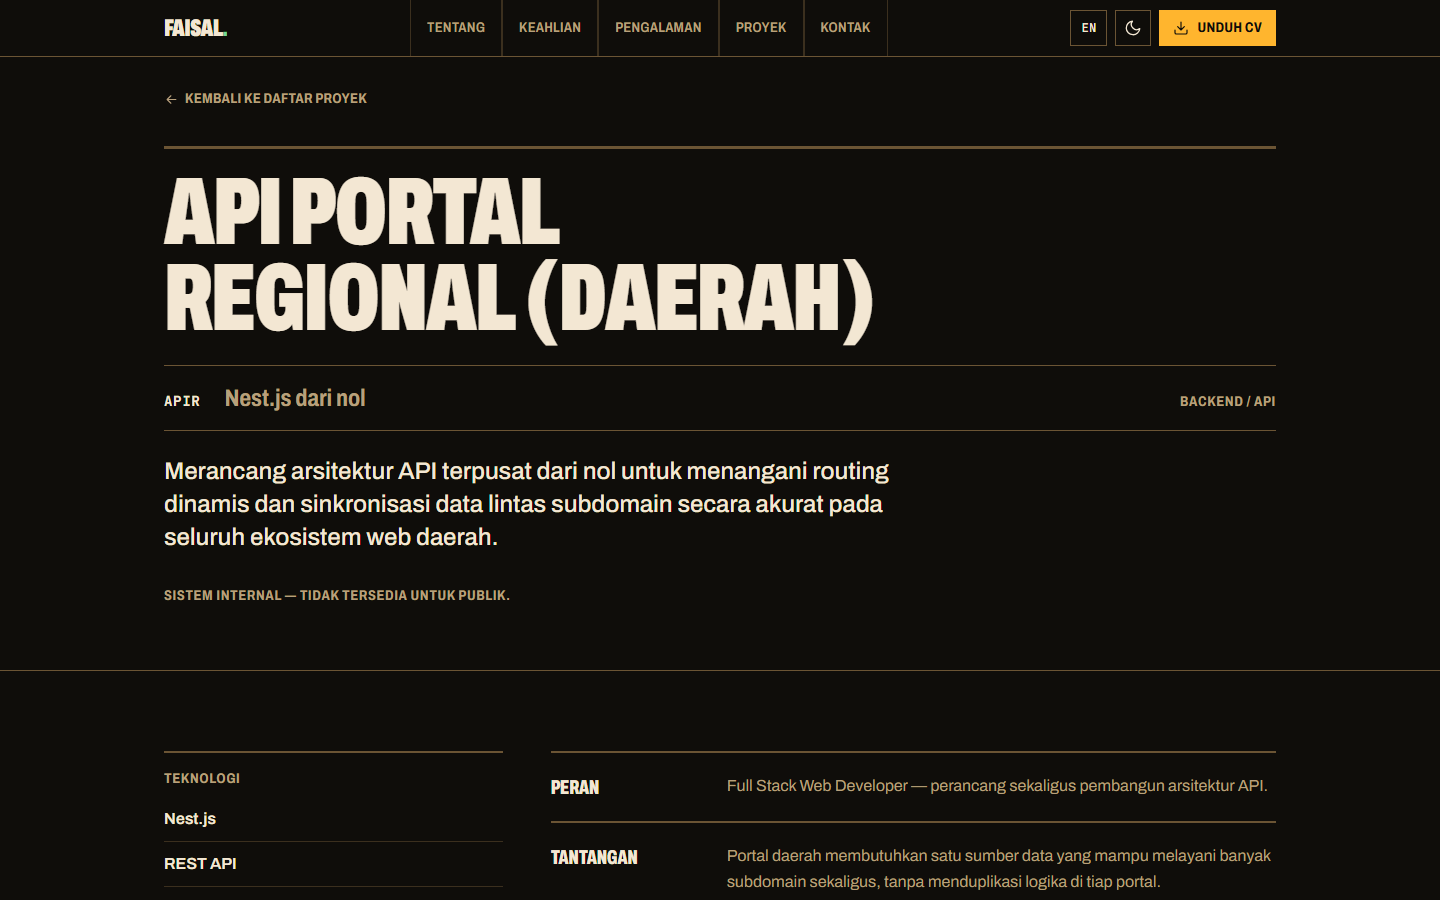 FAISAL.
TENTANG
KEAHLIAN
PENGALAMAN
PROYEK
KONTAK
EN
UNDUH CV
← KEMBALI KE DAFTAR PROYEK
API PORTAL
REGIONAL (DAERAH)
APIR
Nest.js dari nol
BACKEND / API
Merancang arsitektur API terpusat dari nol untuk menangani routing
dinamis dan sinkronisasi data lintas subdomain secara akurat pada
seluruh ekosistem web daerah.
SISTEM INTERNAL — TIDAK TERSEDIA UNTUK PUBLIK.
TEKNOLOGI
Nest.js
REST API
PERAN
Full Stack Web Developer — perancang sekaligus pembangun arsitektur API.
TANTANGAN
Portal daerah membutuhkan satu sumber data yang mampu melayani banyak
subdomain sekaligus, tanpa menduplikasi logika di tiap portal.